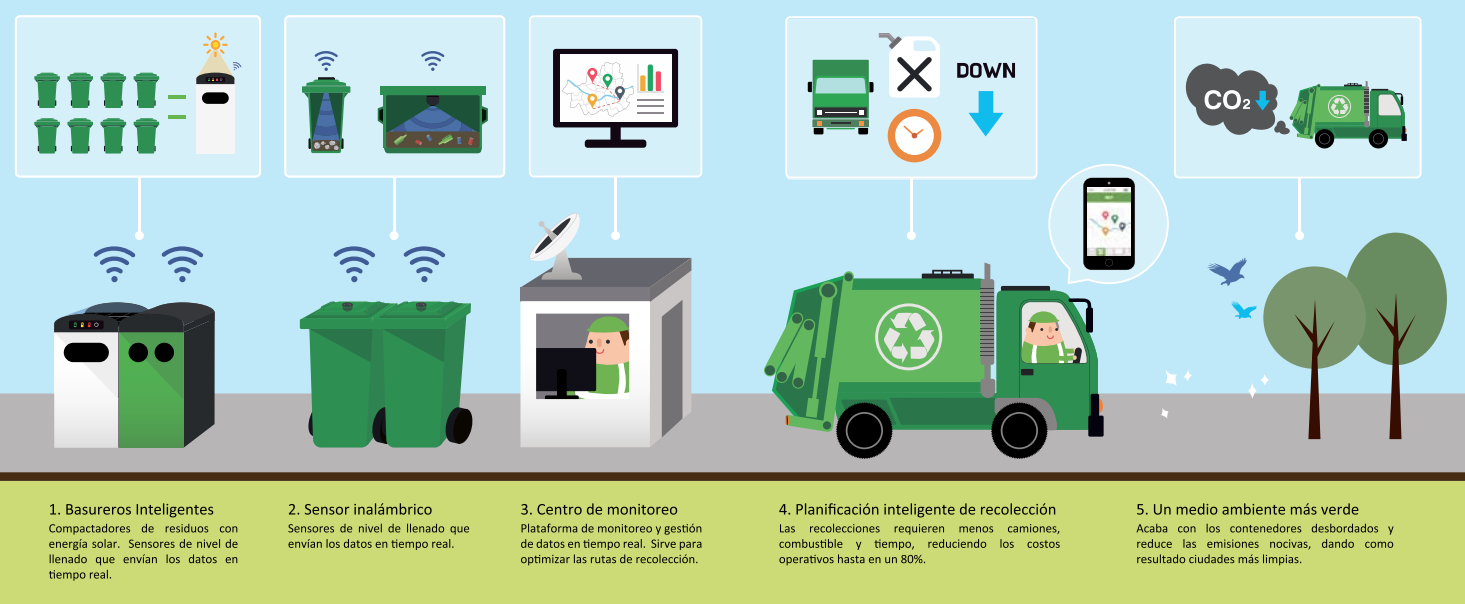 DOWN
CO2
1. Basureros Inteligentes
Compactadores de residuos con
energía solar. Sensores de nivel de
llenado que envían los datos en
tiempo real.
2. Sensor inalámbrico
Sensores de nivel de llenado que
envían los datos en tiempo real.
3. Centro de monitoreo
Plataforma de monitoreo y gestión
de datos en tiempo real. Sirve para
optimizar las rutas de recolección.
4. Planificación inteligente de recolección
Las recolecciones requieren menos camiones,
combustible y tiempo, reduciendo los costos
operativos hasta en un 80%.
5. Un medio ambiente más verde
Acaba con los contenedores desbordados y
reduce las emisiones nocivas, dando como
resultado ciudades más limpias.